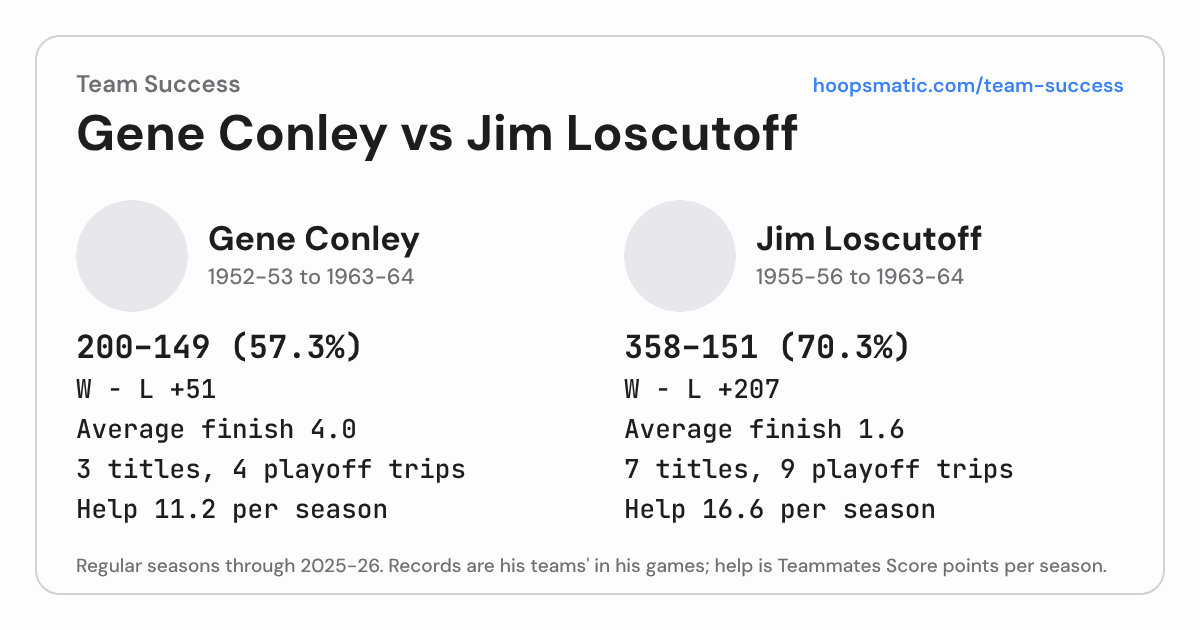 Team Success
hoopsmatic.com/team-success
Gene Conley vs Jim Loscutoff
Gene Conley
1952-53 to 1963-64
200-149 (57.3%)
W - L +51
Average finish 4.0
3 titles, 4 playoff trips
Help 11.2 per season
Jim Loscutoff
1955-56 to 1963-64
358-151 (70.3%)
W - L +207
Average finish 1.6
7 titles, 9 playoff trips
Help 16.6 per season
Regular seasons through 2025-26. Records are his teams' in his games; help is Teammates Score points per season.